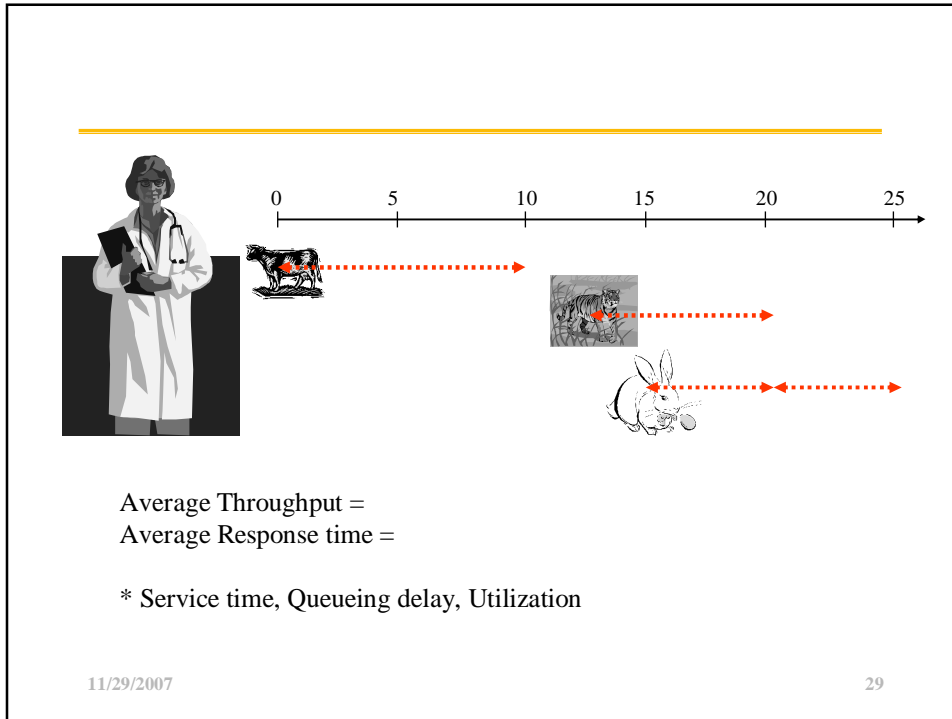 0 5 10 15 20 25
Average Throughput =
Average Response time =
* Service time, Queueing delay, Utilization
11/29/2007 29